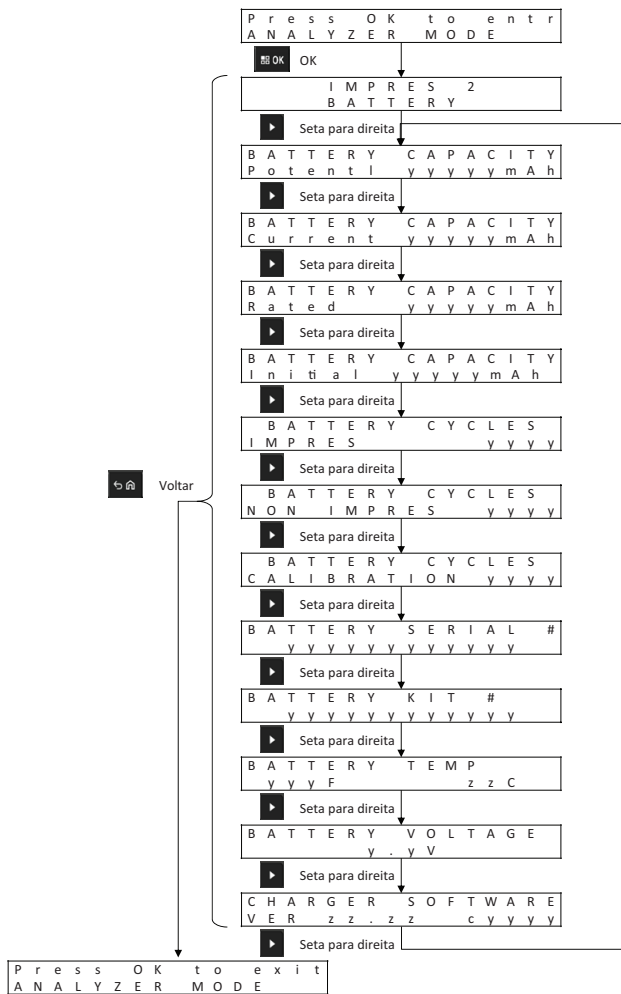 Press OK to entr
ANALYZER MODE
OK OK
IMPRES 2
BATTERY
Seta para direita
BATTERY CAPACITY
Potentl yyyyymAh
Seta para direita
BATTERY CAPACITY
Current yyyyymAh
Seta para direita
BATTERY CAPACITY
Rated yyyyymAh
Seta para direita
BATTERY CAPACITY
Initial yyyyymAh
Seta para direita
BATTERY CYCLES
IMPRES yyyy
Seta para direita
Voltar
BATTERY CYCLES
NON IMPRES yyyy
Seta para direita
BATTERY CYCLES
CALIBRATION yyyy
Seta para direita
BATTERY SERIAL #
yyyyyyyyyyyy
Seta para direita
BATTERY KIT #
yyyyyyyyyyyy
Seta para direita
BATTERY TEMP
yyyF zzC
Seta para direita
BATTERY VOLTAGE
y.yV
Seta para direita
CHARGER SOFTWARE
VER zz.zz cyyyy
Seta para direita
Press OK to exit
ANALYZER MODE